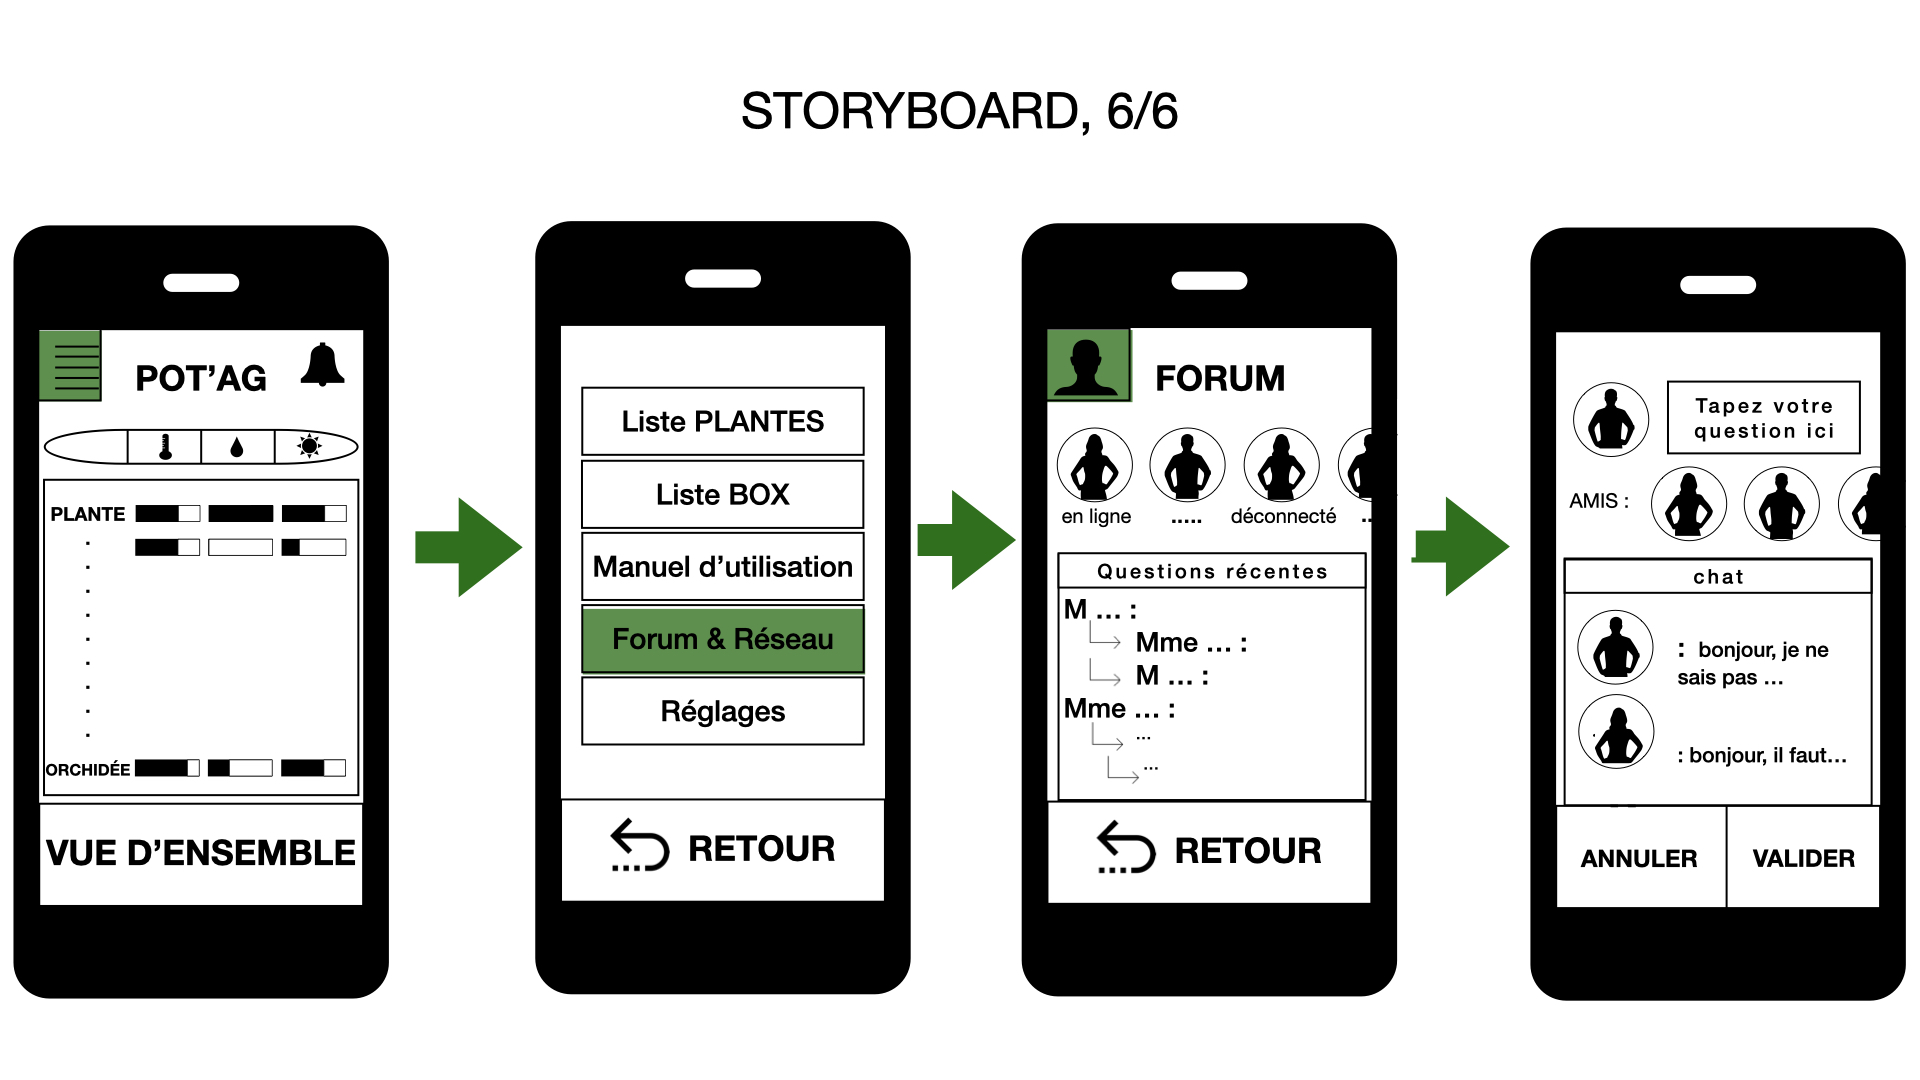 STORYBOARD, 6/6
POT’AG
PLANTE
ORCHIDÉE
VUE D’ENSEMBLE
Liste PLANTES
Liste BOX
Manuel d’utilisation
Forum & Réseau
Réglages
RETOUR
FORUM
en ligne ..... déconnecté ..
Questions récentes
M ... :
Mme ... :
M ... :
Mme ... :
...
...
RETOUR
Tapez votre
question ici
AMIS :
chat
: bonjour, je ne
sais pas ...
: bonjour, il faut...
ANNULER
VALIDER